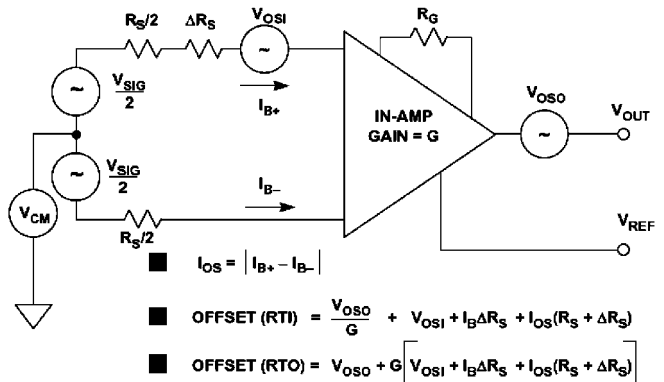 R_S/2 ΔR_S V_OSI R_G
V_SIG
2
I_B+
IN-AMP
GAIN = G
V_OSO
V_OUT
V_SIG
2
I_B–
V_CM
R_S/2
V_REF
I_OS = | I_B+ – I_B– |
OFFSET (RTI) = V_OSO/G + V_OSI + I_BΔR_S + I_OS(R_S + ΔR_S)
OFFSET (RTO) = V_OSO + G[V_OSI + I_BΔR_S + I_OS(R_S + ΔR_S)]